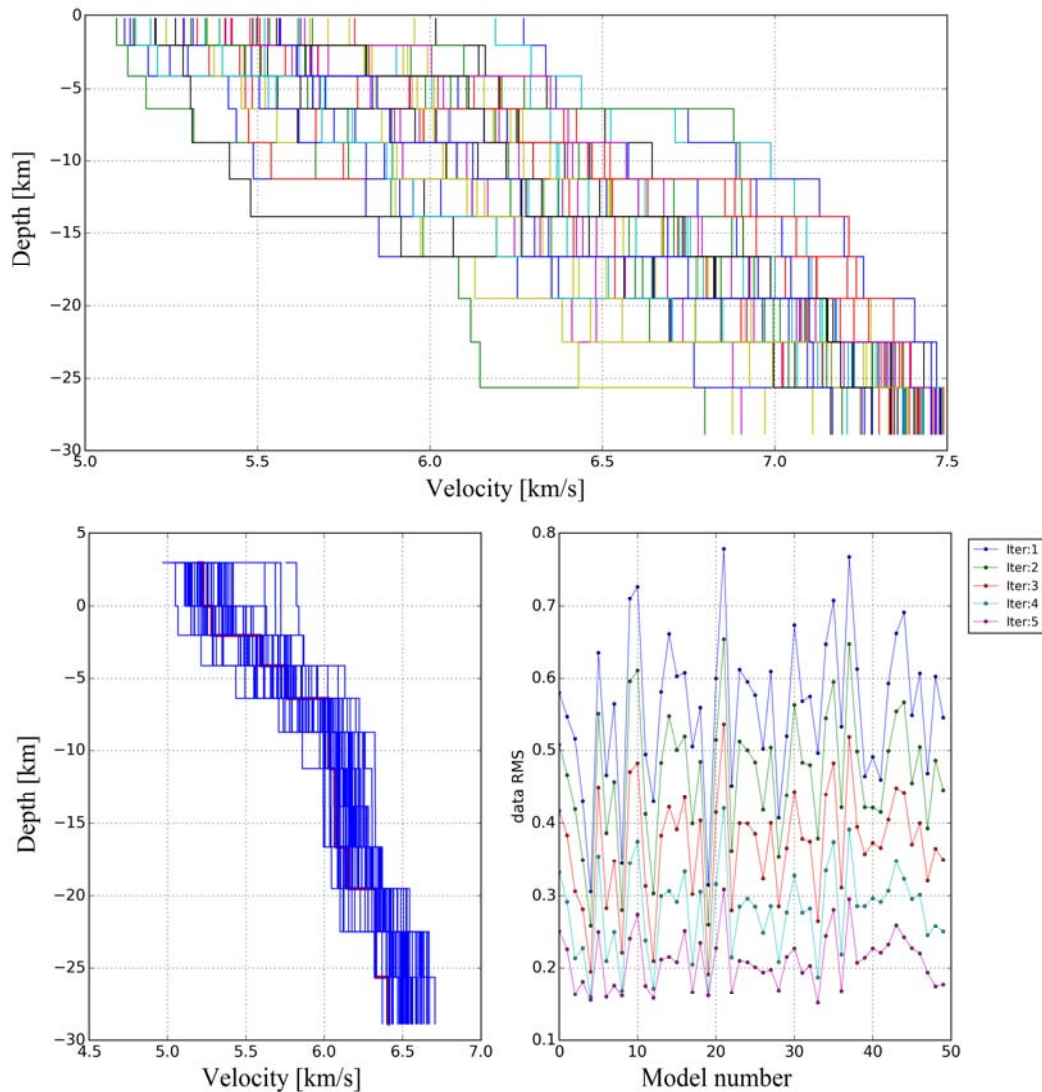 0
−5
−10
−15
−20
−25
−30
5.0 5.5 6.0 6.5 7.0 7.5
Depth [km]
Velocity [km/s]
5
0
−5
−10
−15
−20
−25
−30
4.5 5.0 5.5 6.0 6.5 7.0
Depth [km]
Velocity [km/s]
0.8
0.7
0.6
0.5
0.4
0.3
0.2
0.1
0 10 20 30 40 50
data RMS
Model number
Iter:1
Iter:2
Iter:3
Iter:4
Iter:5